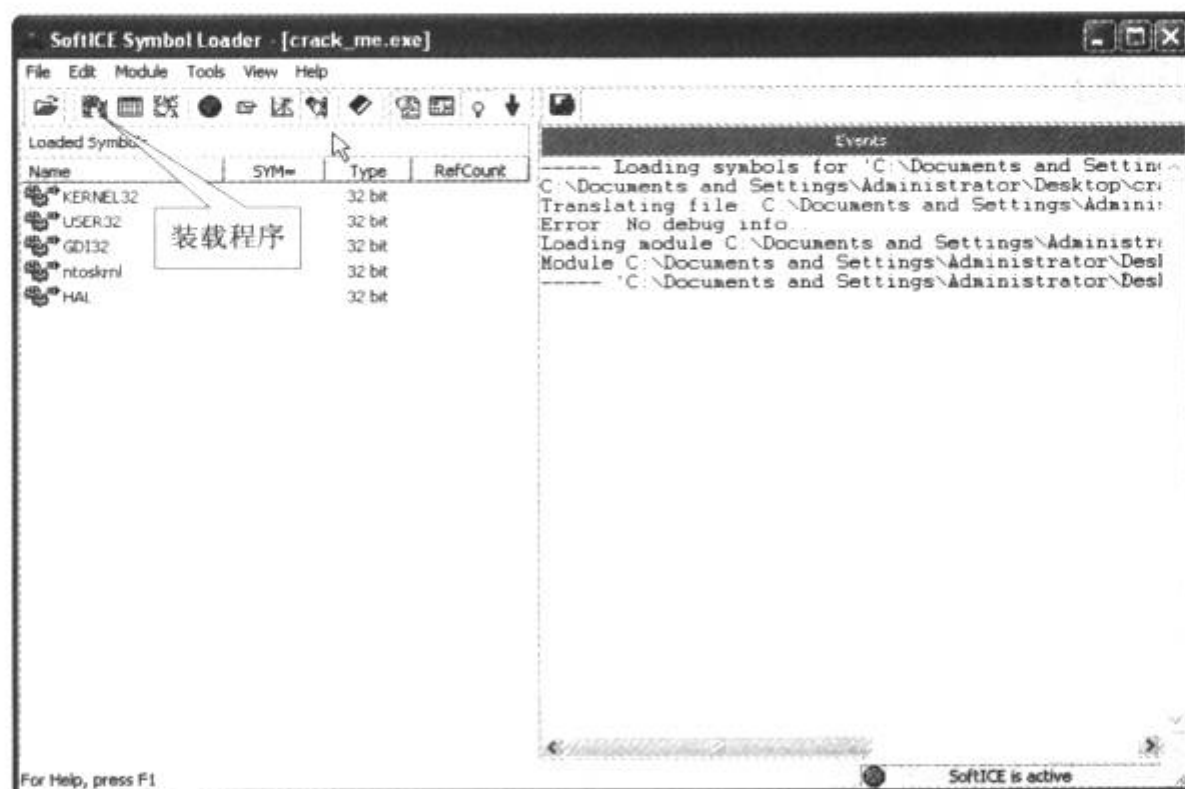 SoftICE Symbol Loader - [crack_me.exe]
File Edit Module Tools View Help
Loaded Symbols
Name SYM= Type RefCount
KERNEL32 32 bit
USER32 32 bit
GDI32 32 bit
ntoskrnl 32 bit
HAL 32 bit
装载程序
Events
----- Loading symbols for 'C:\Documents and Settin
C:\Documents and Settings\Administrator\Desktop\cr
Translating file C:\Documents and Settings\Admini
Error No debug info
Loading module C:\Documents and Settings\Administr
Module C:\Documents and Settings\Administrator\Des
----- 'C:\Documents and Settings\Administrator\Des
For Help, press F1
SoftICE is active